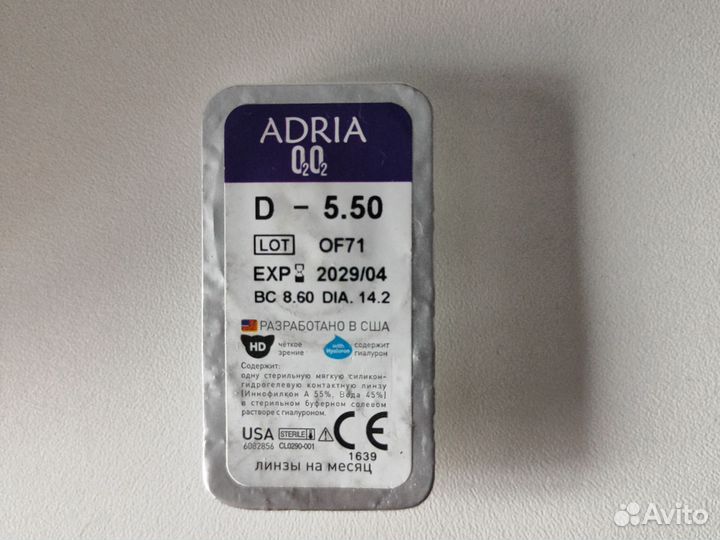 ADRIA
O2O2
D - 5.50
LOT OF71
EXP 2029/04
BC 8.60 DIA. 14.2
РАЗРАБОТАНО В США
HD чёткое зрение
with Hyaluron содержит гиалурон
Содержит:
одну стерильную мягкую силикон-
гидрогелевую контактную линзу
(Иннофилкон А 55%, Вода 45%)
в стерильном буферном солевом
растворе с гиалуроном.
USA STERILE CE
6082856 CL0290-001
1639
ЛИНЗЫ НА МЕСЯЦ
Avito